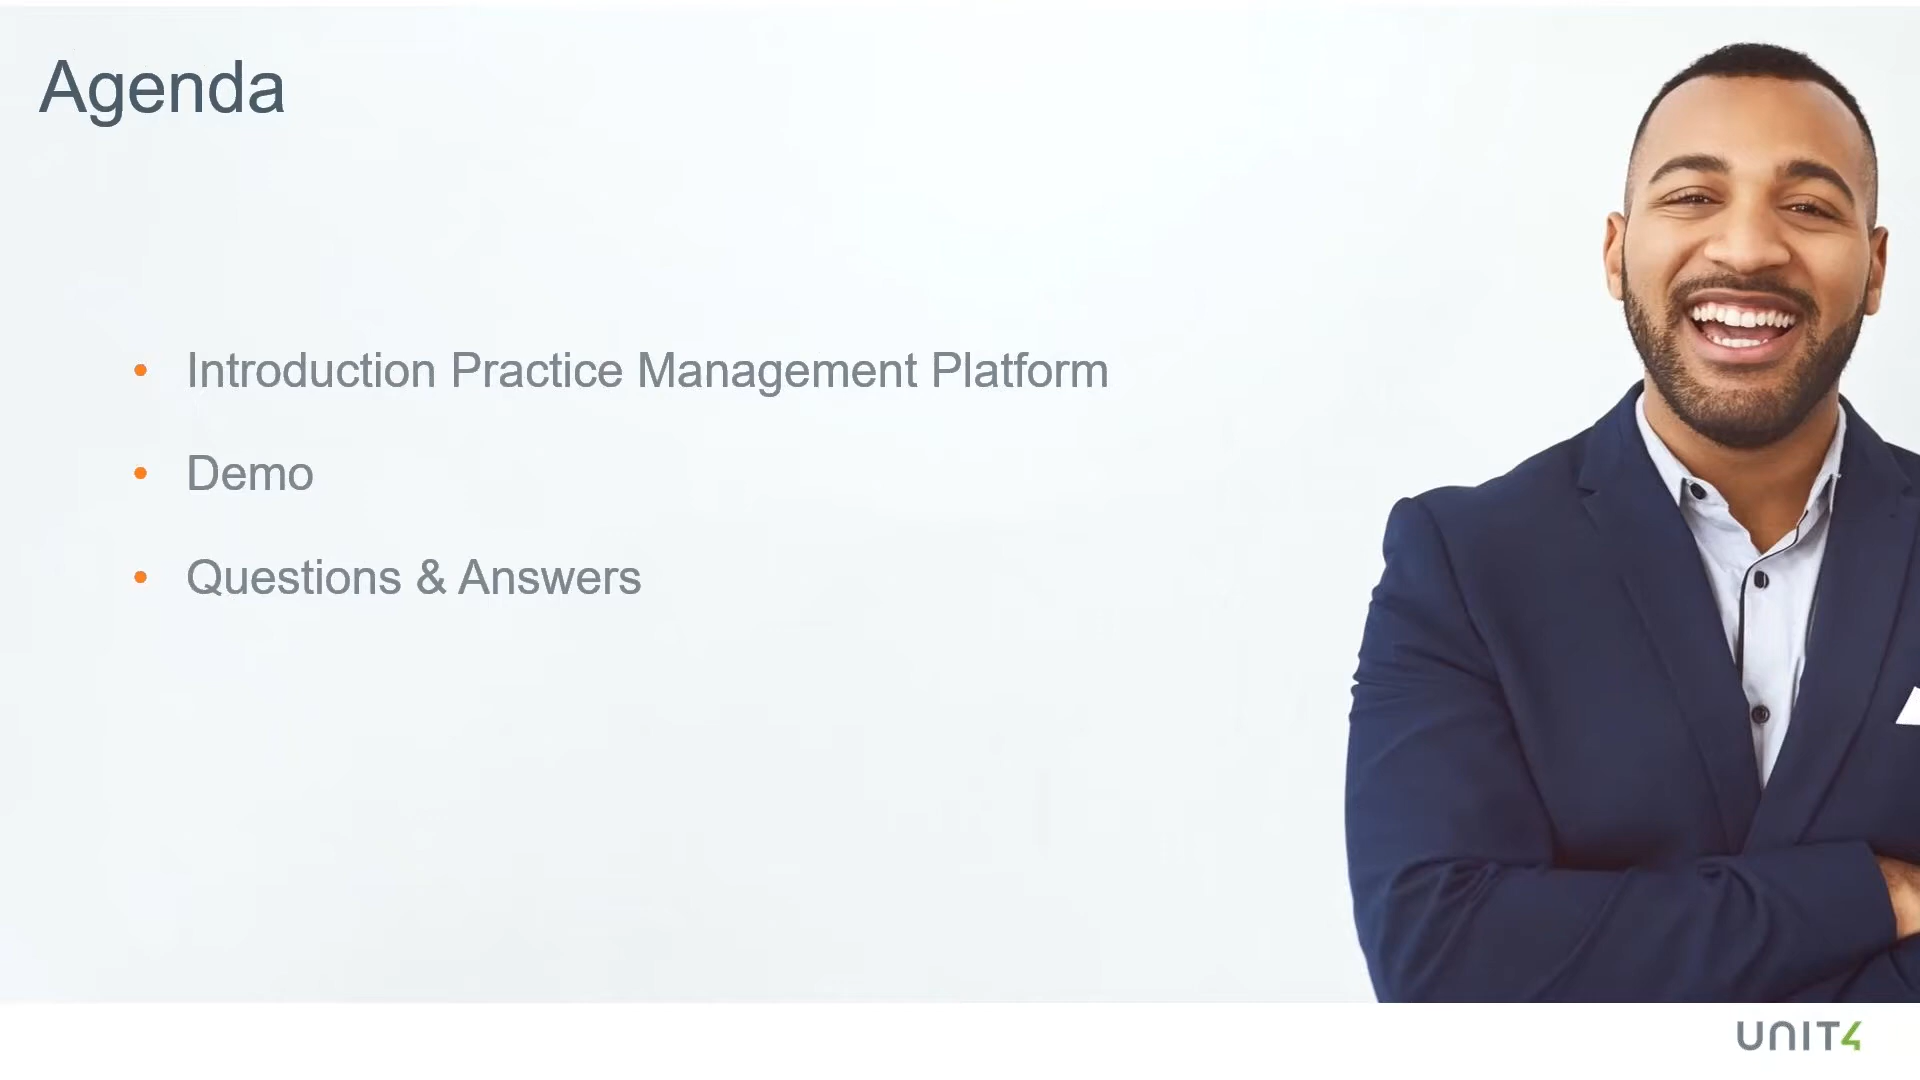 Agenda
• Introduction Practice Management Platform
• Demo
• Questions & Answers
UNIT4